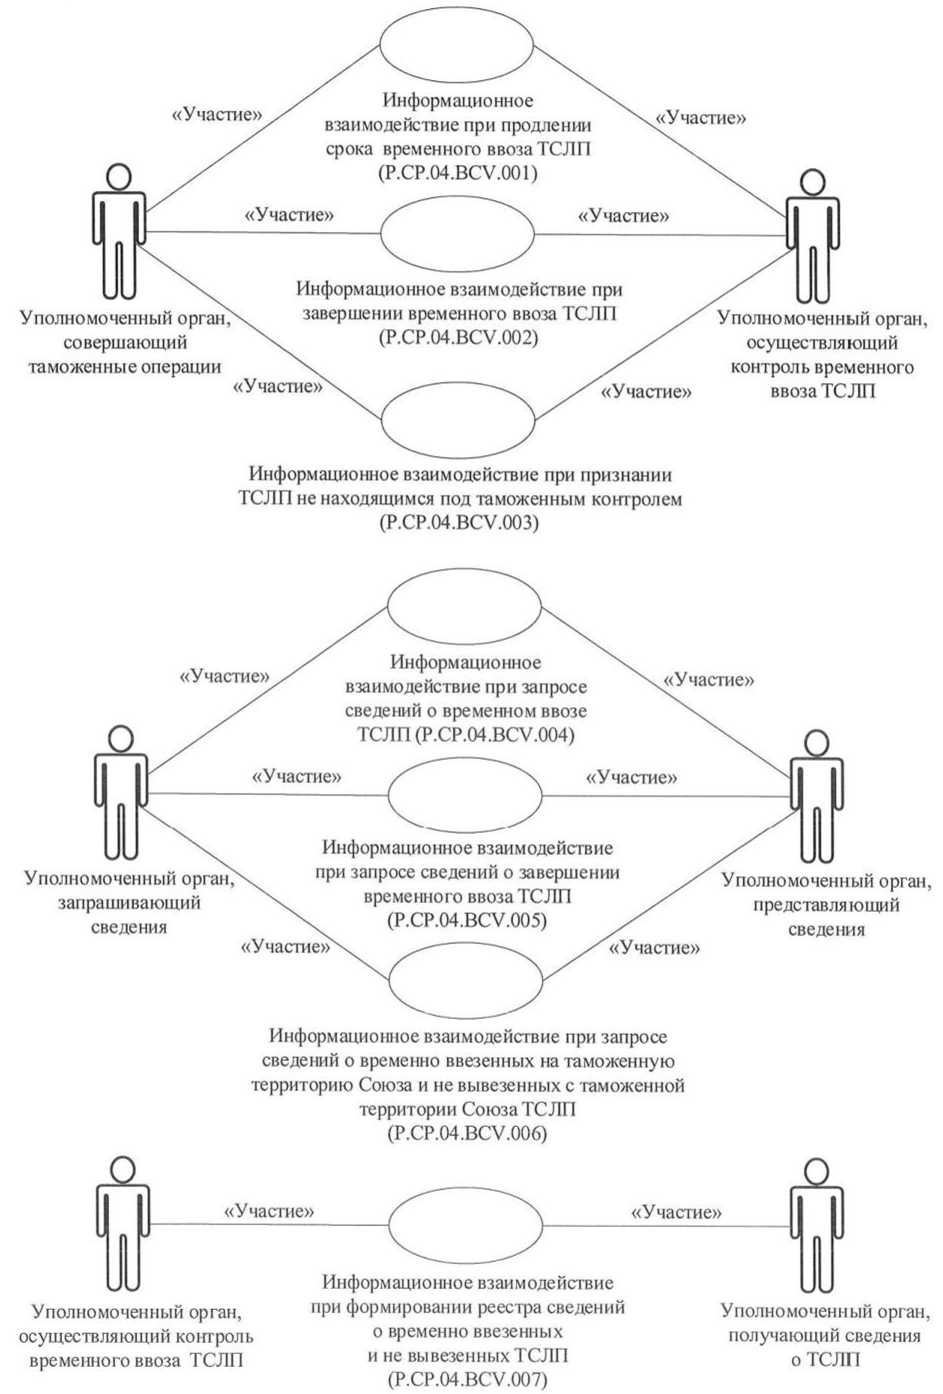 «Участие»
«Участие»
Информационное
взаимодействие при продлении
срока временного ввоза ТСЛП
(P.CP.04.BCV.001)
«Участие»
«Участие»
Информационное взаимодействие при
завершении временного ввоза ТСЛП
(P.CP.04.BCV.002)
Уполномоченный орган,
совершающий
таможенные операции
Уполномоченный орган,
осуществляющий
контроль временного
ввоза ТСЛП
«Участие»
«Участие»
Информационное взаимодействие при признании
ТСЛП не находящимся под таможенным контролем
(P.CP.04.BCV.003)
«Участие»
«Участие»
Информационное
взаимодействие при запросе
сведений о временном ввозе
ТСЛП (P.CP.04.BCV.004)
«Участие»
«Участие»
Информационное взаимодействие
при запросе сведений о завершении
временного ввоза ТСЛП
(P.CP.04.BCV.005)
Уполномоченный орган,
запрашивающий
сведения
Уполномоченный орган,
представляющий
сведения
«Участие»
«Участие»
Информационное взаимодействие при запросе
сведений о временно ввезенных на таможенную
территорию Союза и не вывезенных с таможенной
территории Союза ТСЛП
(P.CP.04.BCV.006)
«Участие»
«Участие»
Информационное взаимодействие
при формировании реестра сведений
о временно ввезенных
и не вывезенных ТСЛП
(P.CP.04.BCV.007)
Уполномоченный орган,
осуществляющий контроль
временного ввоза ТСЛП
Уполномоченный орган,
получающий сведения
о ТСЛП